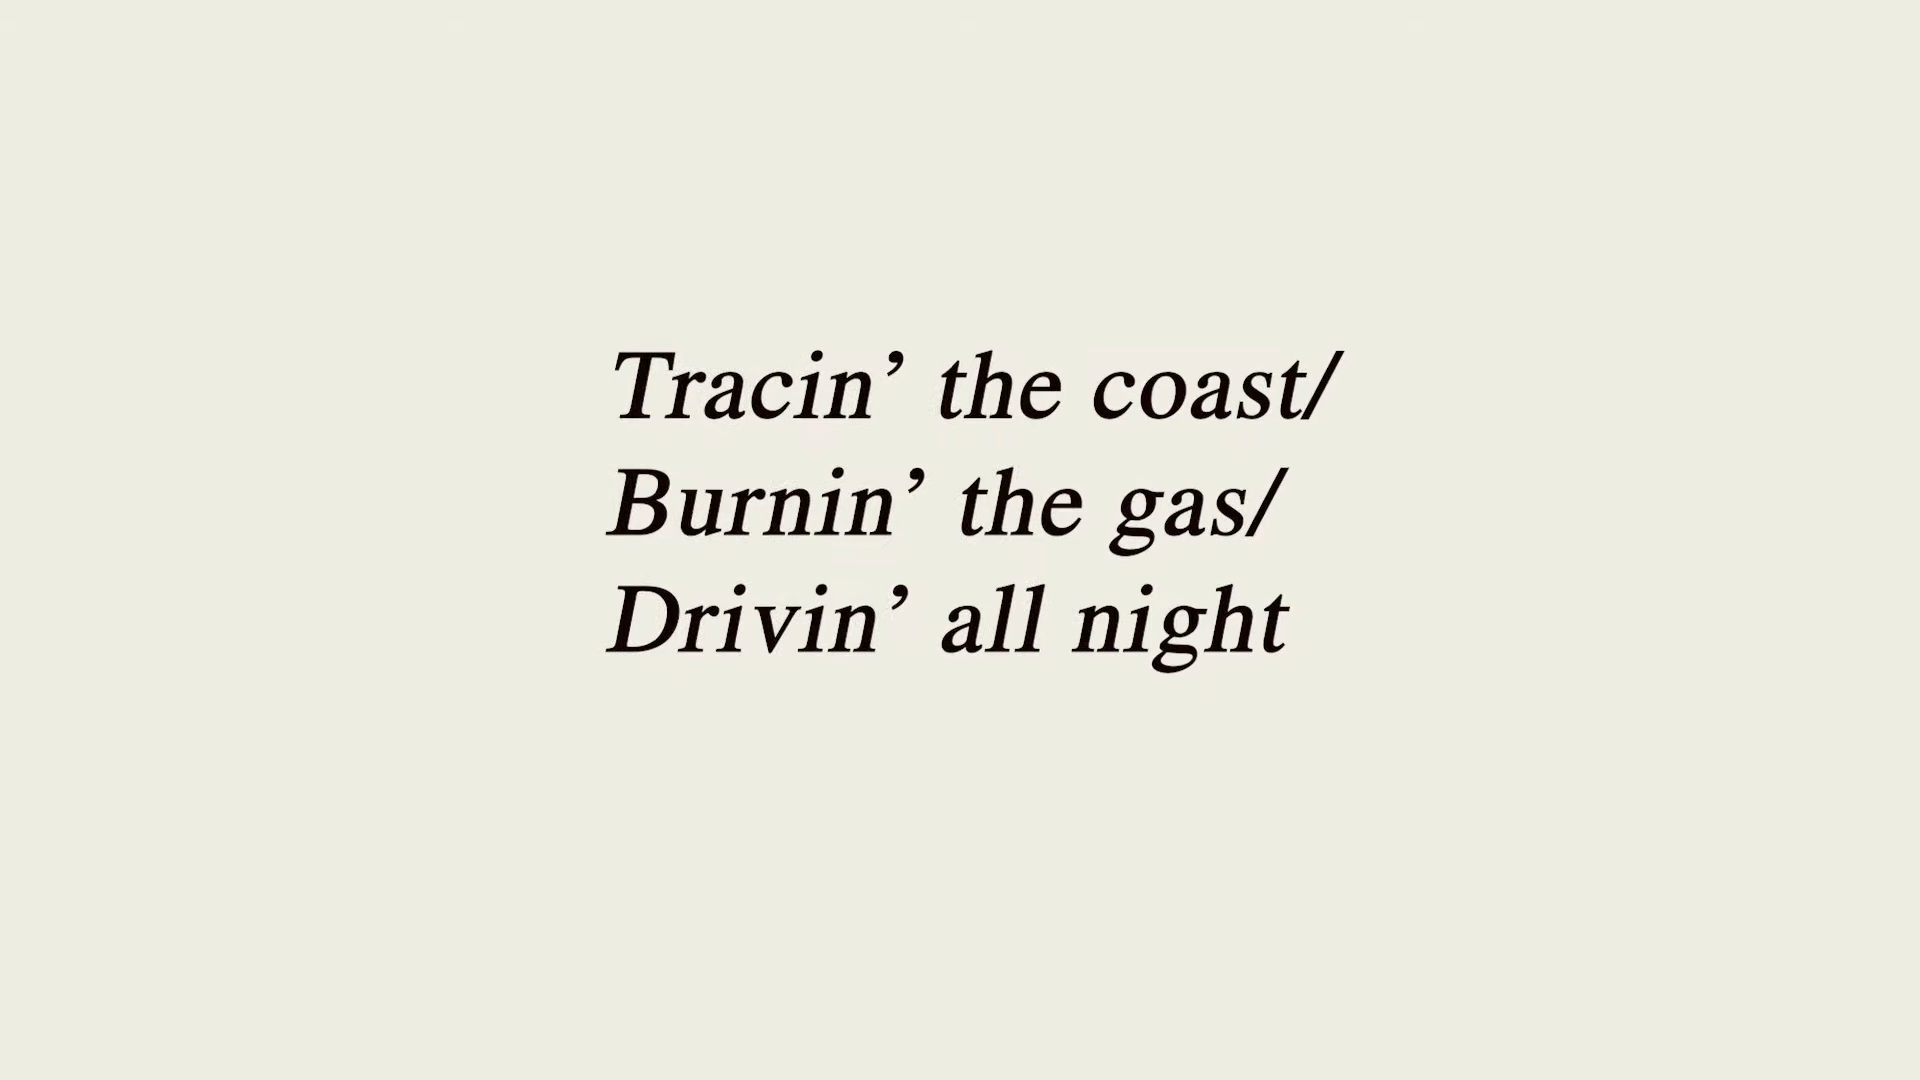 Tracin’ the coast/
Burnin’ the gas/
Drivin’ all night